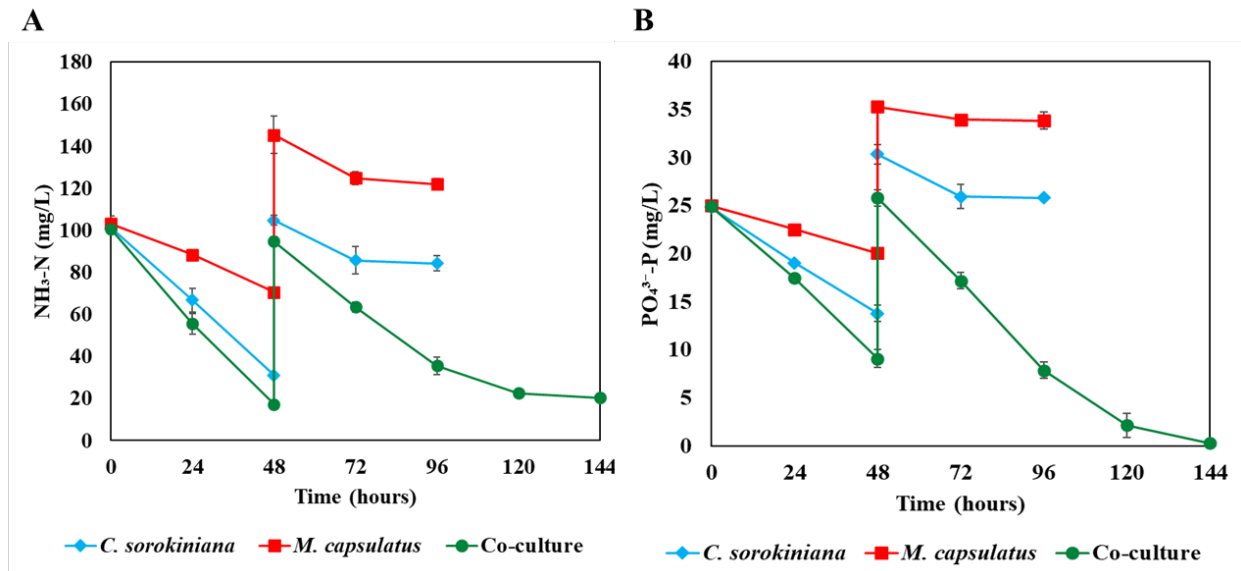 A
B
180
160
140
120
100
80
60
40
20
0
NH₃-N (mg/L)
0 24 48 72 96 120 144
Time (hours)
C. sorokiniana M. capsulatus Co-culture
40
35
30
25
20
15
10
5
0
PO₄³⁻-P (mg/L)
0 24 48 72 96 120 144
Time (hours)
C. sorokiniana M. capsulatus Co-culture